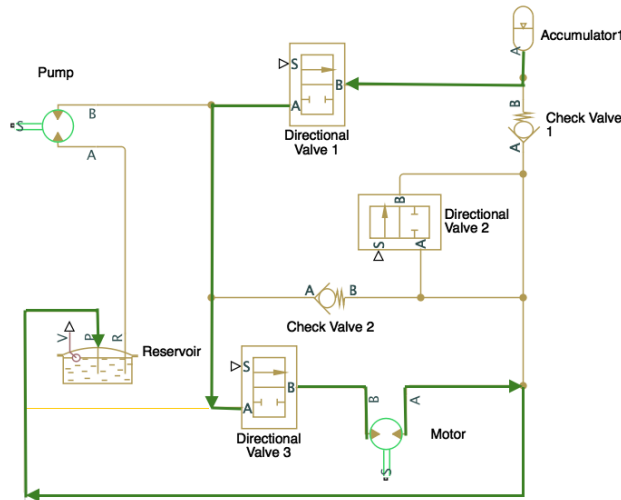 Accumulator1
A
Pump
S
B
A
B
A
Directional
Valve 1
B
Check Valve
1
A
S
B
A
B
Directional
Valve 2
S
A
A
B
Check Valve 2
V
P
R
Reservoir
S
B
A
Directional
Valve 3
B
A
Motor
S